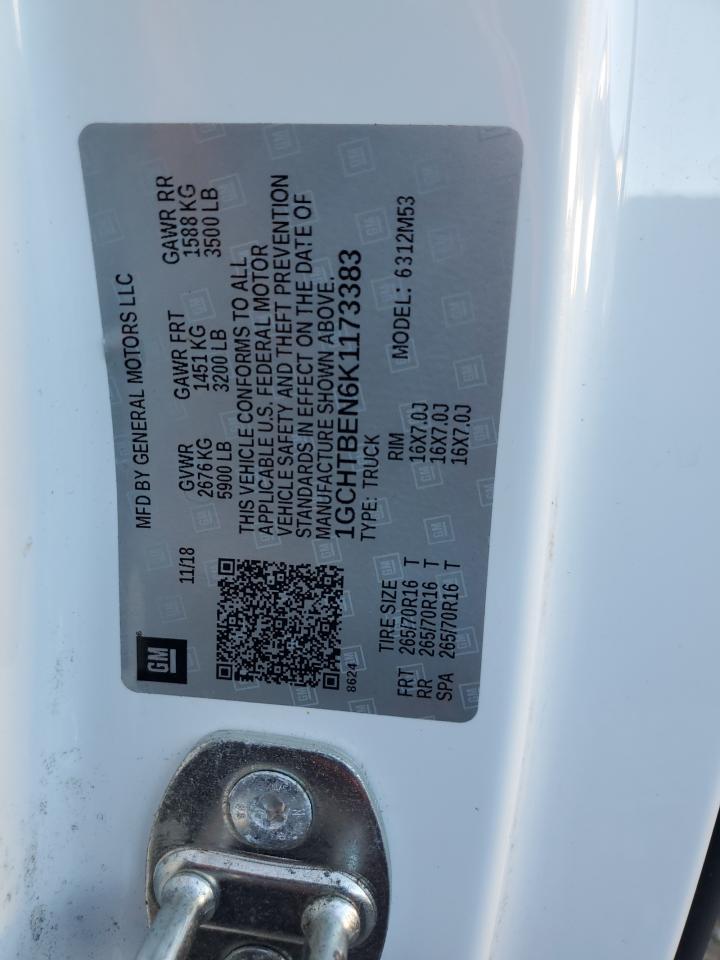 MFD BY GENERAL MOTORS LLC
11/18
GVWR
2676 KG
5900 LB
GAWR FRT
1451 KG
3200 LB
GAWR RR
1588 KG
3500 LB
THIS VEHICLE CONFORMS TO ALL
APPLICABLE U.S. FEDERAL MOTOR
VEHICLE SAFETY AND THEFT PREVENTION
STANDARDS IN EFFECT ON THE DATE OF
MANUFACTURE SHOWN ABOVE.
1GCHTBEN6K1173383
TYPE: TRUCK
MODEL: 6312M53
GM
8624
TIRE SIZE RIM
FRT 265/70R16 T 16X7.0J
RR 265/70R16 T 16X7.0J
SPA 265/70R16 T 16X7.0J